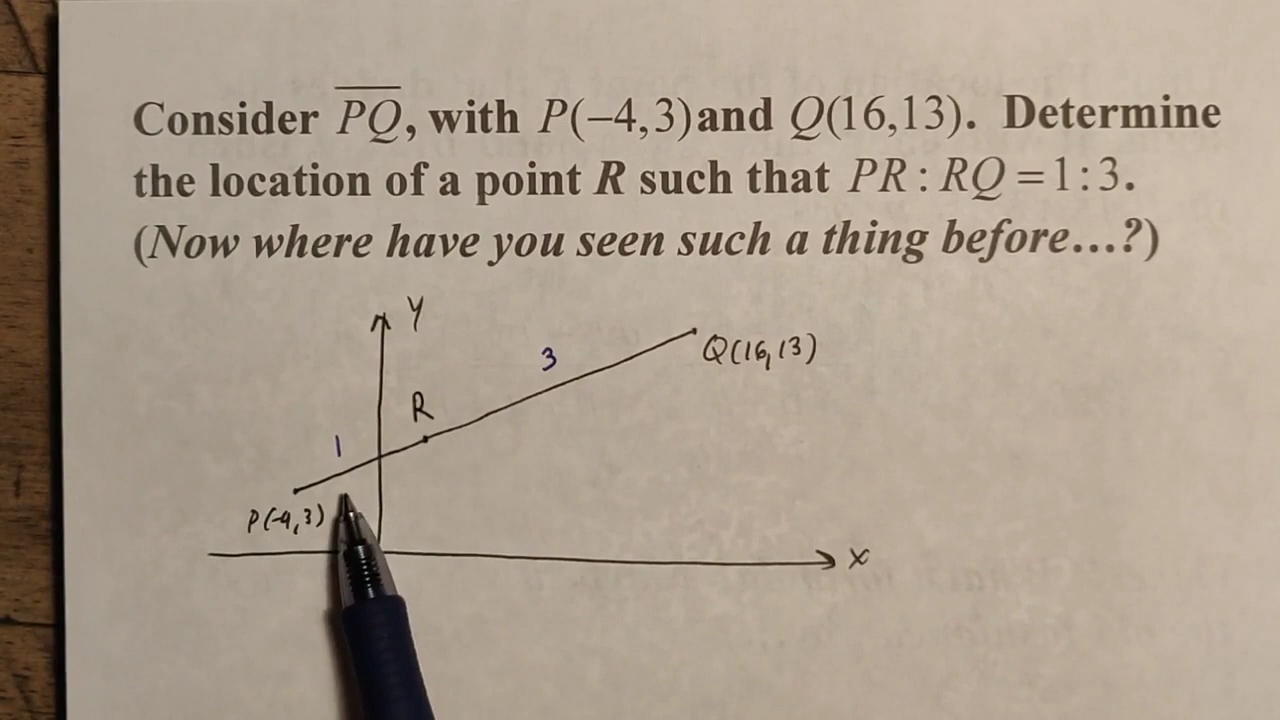 Consider PQ, with P(−4,3)and Q(16,13). Determine
the location of a point R such that PR : RQ = 1 : 3.
(Now where have you seen such a thing before...?)
Y
3
Q(16,13)
R
1
P(-4,3)
X